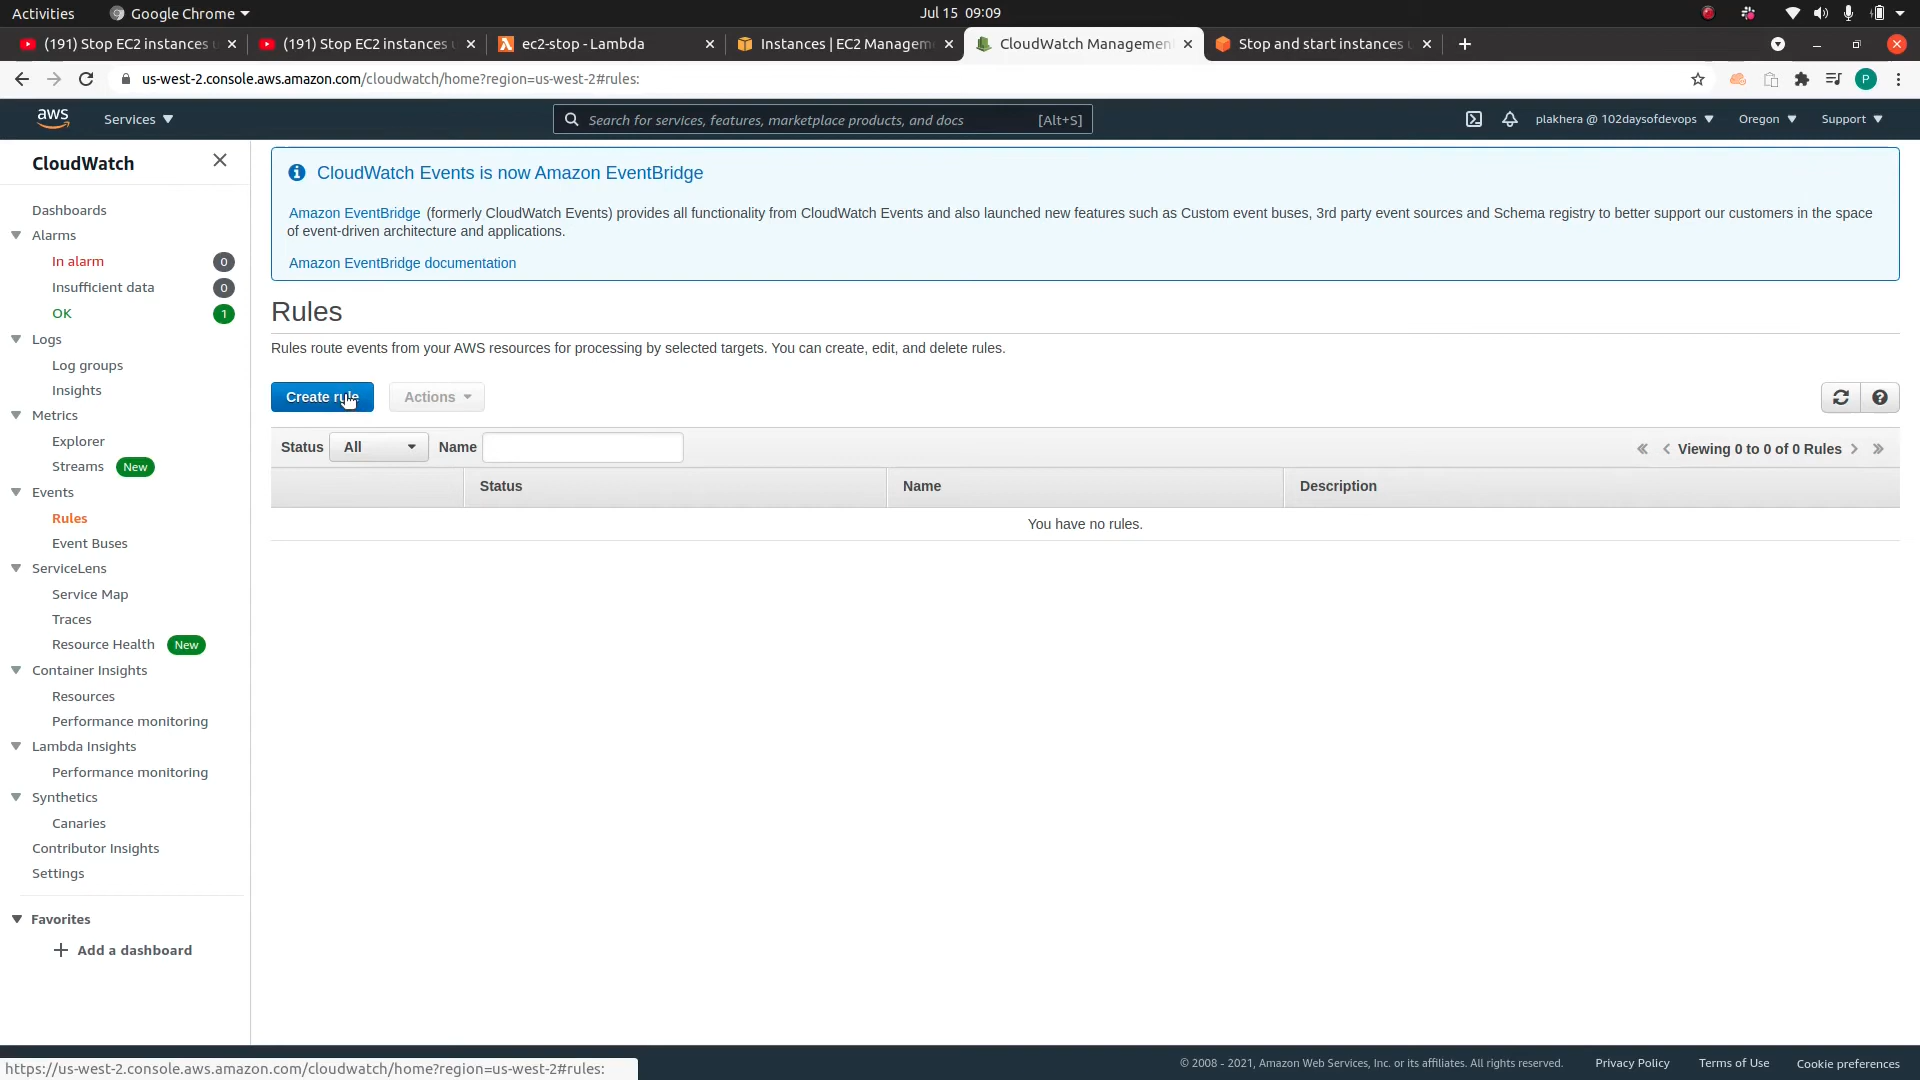 Activities
Google Chrome
Jul 15 09:09
(191) Stop EC2 instances
(191) Stop EC2 instances
ec2-stop - Lambda
Instances | EC2 Managem
CloudWatch Managemen
Stop and start instances
us-west-2.console.aws.amazon.com/cloudwatch/home?region=us-west-2#rules:
P
aws
Services
Search for services, features, marketplace products, and docs
[Alt+S]
plakhera @ 102daysofdevops
Oregon
Support
CloudWatch
Dashboards
Alarms
In alarm 0
Insufficient data 0
OK 1
Logs
Log groups
Insights
Metrics
Explorer
Streams New
Events
Rules
Event Buses
ServiceLens
Service Map
Traces
Resource Health New
Container Insights
Resources
Performance monitoring
Lambda Insights
Performance monitoring
Synthetics
Canaries
Contributor Insights
Settings
Favorites
Add a dashboard
CloudWatch Events is now Amazon EventBridge
Amazon EventBridge (formerly CloudWatch Events) provides all functionality from CloudWatch Events and also launched new features such as Custom event buses, 3rd party event sources and Schema registry to better support our customers in the space
of event-driven architecture and applications.
Amazon EventBridge documentation
Rules
Rules route events from your AWS resources for processing by selected targets. You can create, edit, and delete rules.
Create rule
Actions
Status All Name
Viewing 0 to 0 of 0 Rules
Status Name Description
You have no rules.
https://us-west-2.console.aws.amazon.com/cloudwatch/home?region=us-west-2#rules:
© 2008 - 2021, Amazon Web Services, Inc. or its affiliates. All rights reserved.
Privacy Policy
Terms of Use
Cookie preferences